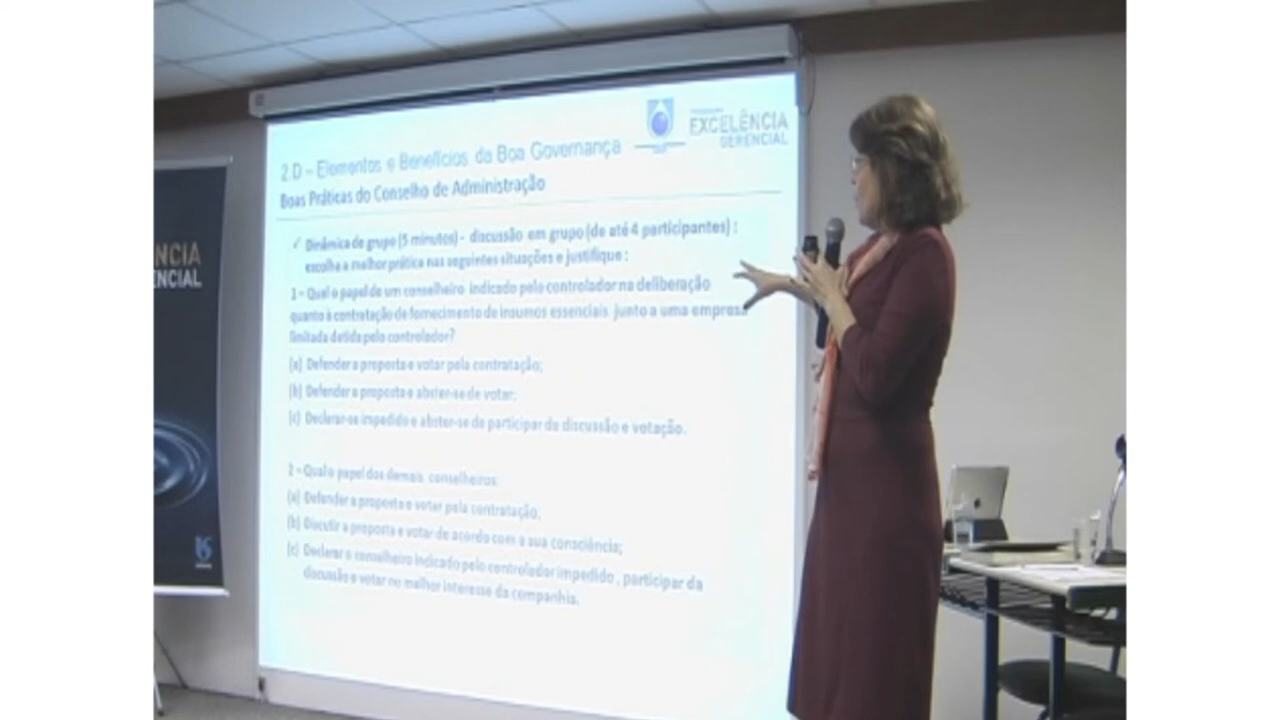 EXCELÊNCIA
GERENCIAL
2.D – Elementos e Benefícios da Boa Governança
Boas Práticas do Conselho de Administração
NCIA
ENCIAL
✓ Dinâmica de grupo (5 minutos) - discussão em grupo (de até 4 participantes) :
escolha a melhor prática nas seguintes situações e justifique :
1 – Qual o papel de um conselheiro indicado pelo controlador na deliberação
quanto à contratação de fornecimento de insumos essenciais junto a uma empresa
limitada detida pelo controlador?
(a) Defender a proposta e votar pela contratação;
(b) Defender a proposta e abster-se de votar;
(c) Declarar-se impedido e abster-se de participar da discussão e votação.
2 – Qual o papel dos demais conselheiros:
(a) Defender a proposta e votar pela contratação;
(b) Discutir a proposta e votar de acordo com a sua consciência;
(c) Declarar o conselheiro indicado pelo controlador impedido , participar da
discussão e votar no melhor interesse da companhia.